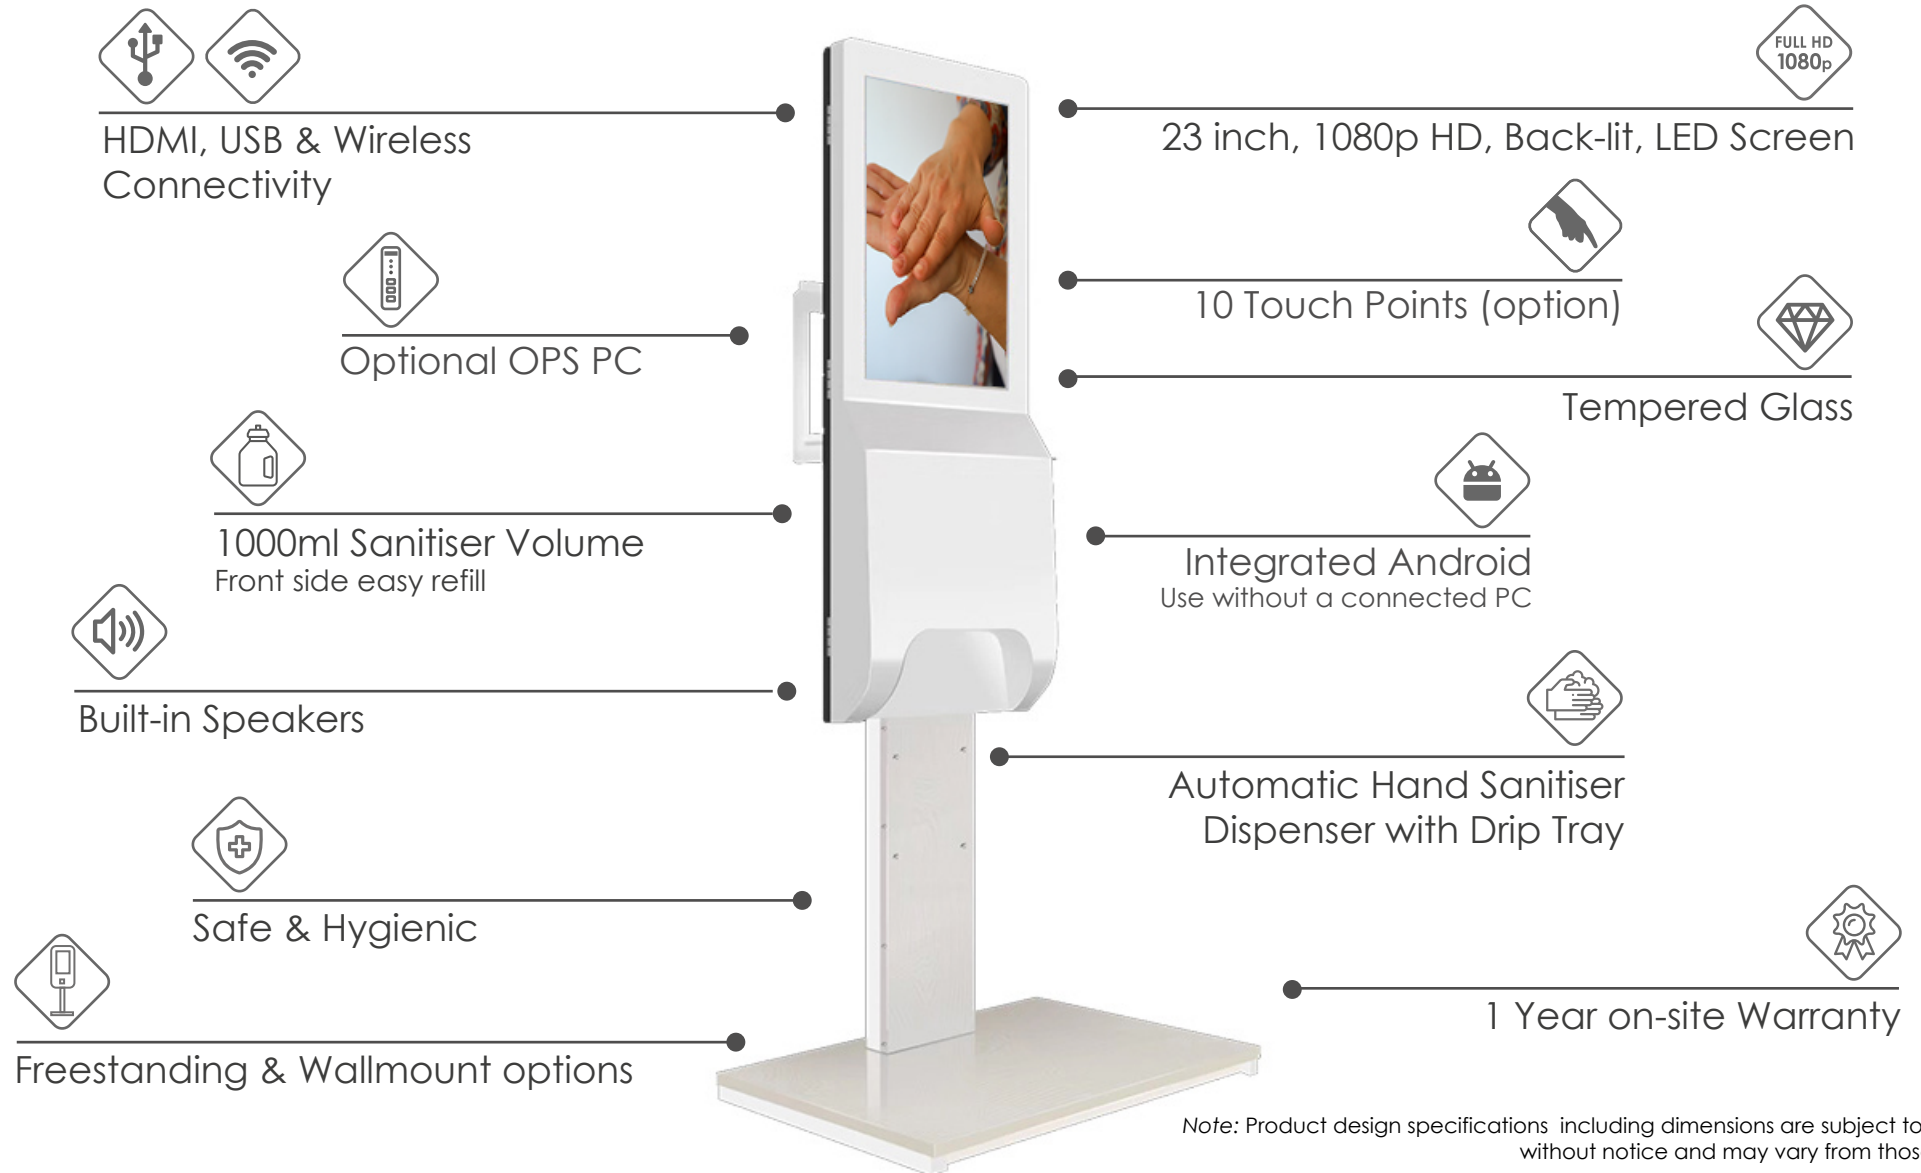 FULL HD
1080p
HDMI, USB & Wireless
Connectivity
23 inch, 1080p HD, Back-lit, LED Screen
10 Touch Points (option)
Optional OPS PC
Tempered Glass
1000ml Sanitiser Volume
Front side easy refill
Integrated Android
Use without a connected PC
Built-in Speakers
Automatic Hand Sanitiser
Dispenser with Drip Tray
Safe & Hygienic
1 Year on-site Warranty
Freestanding & Wallmount options
Note: Product design specifications including dimensions are subject to
without notice and may vary from thos